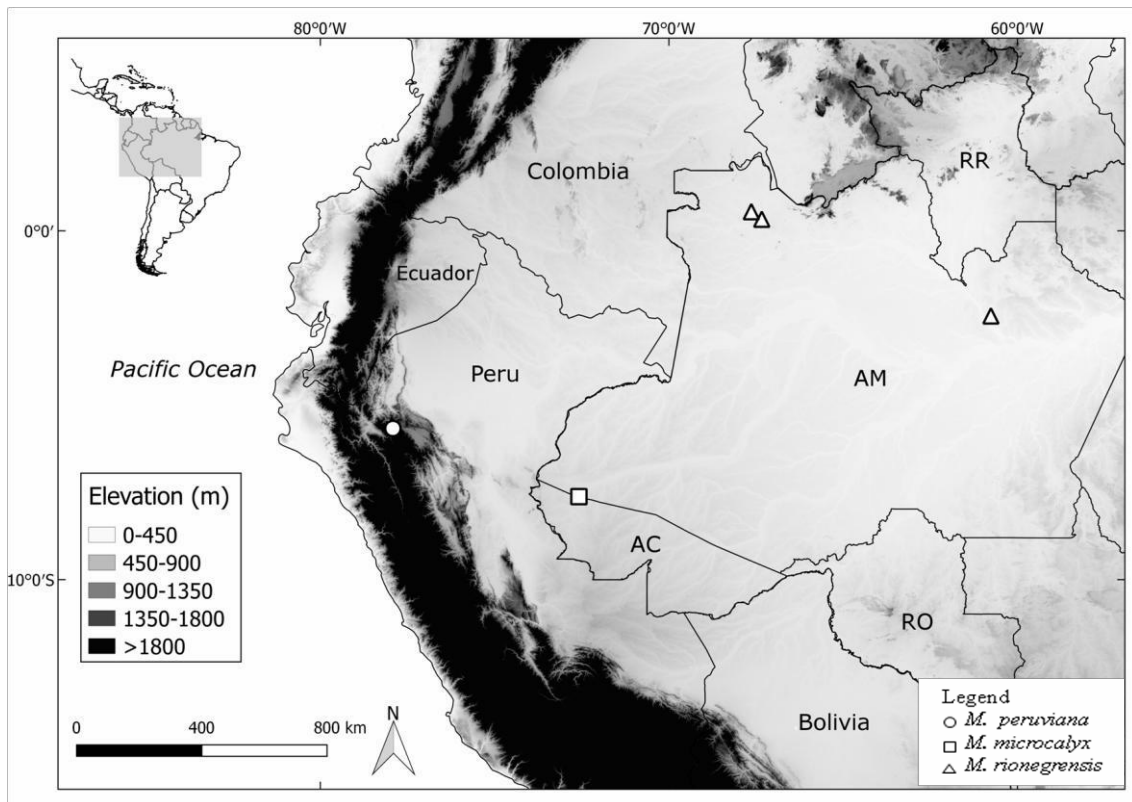 80°0'W 70°0'W 60°0'W
Colombia
RR
0°0'
Ecuador
Pacific Ocean
Peru
AM
Elevation (m)
0-450
450-900
900-1350
1350-1800
>1800
AC
10°0'S
RO
Bolivia
0 400 800 km
N
Legend
M. peruviana
M. microcalyx
M. rionegrensis